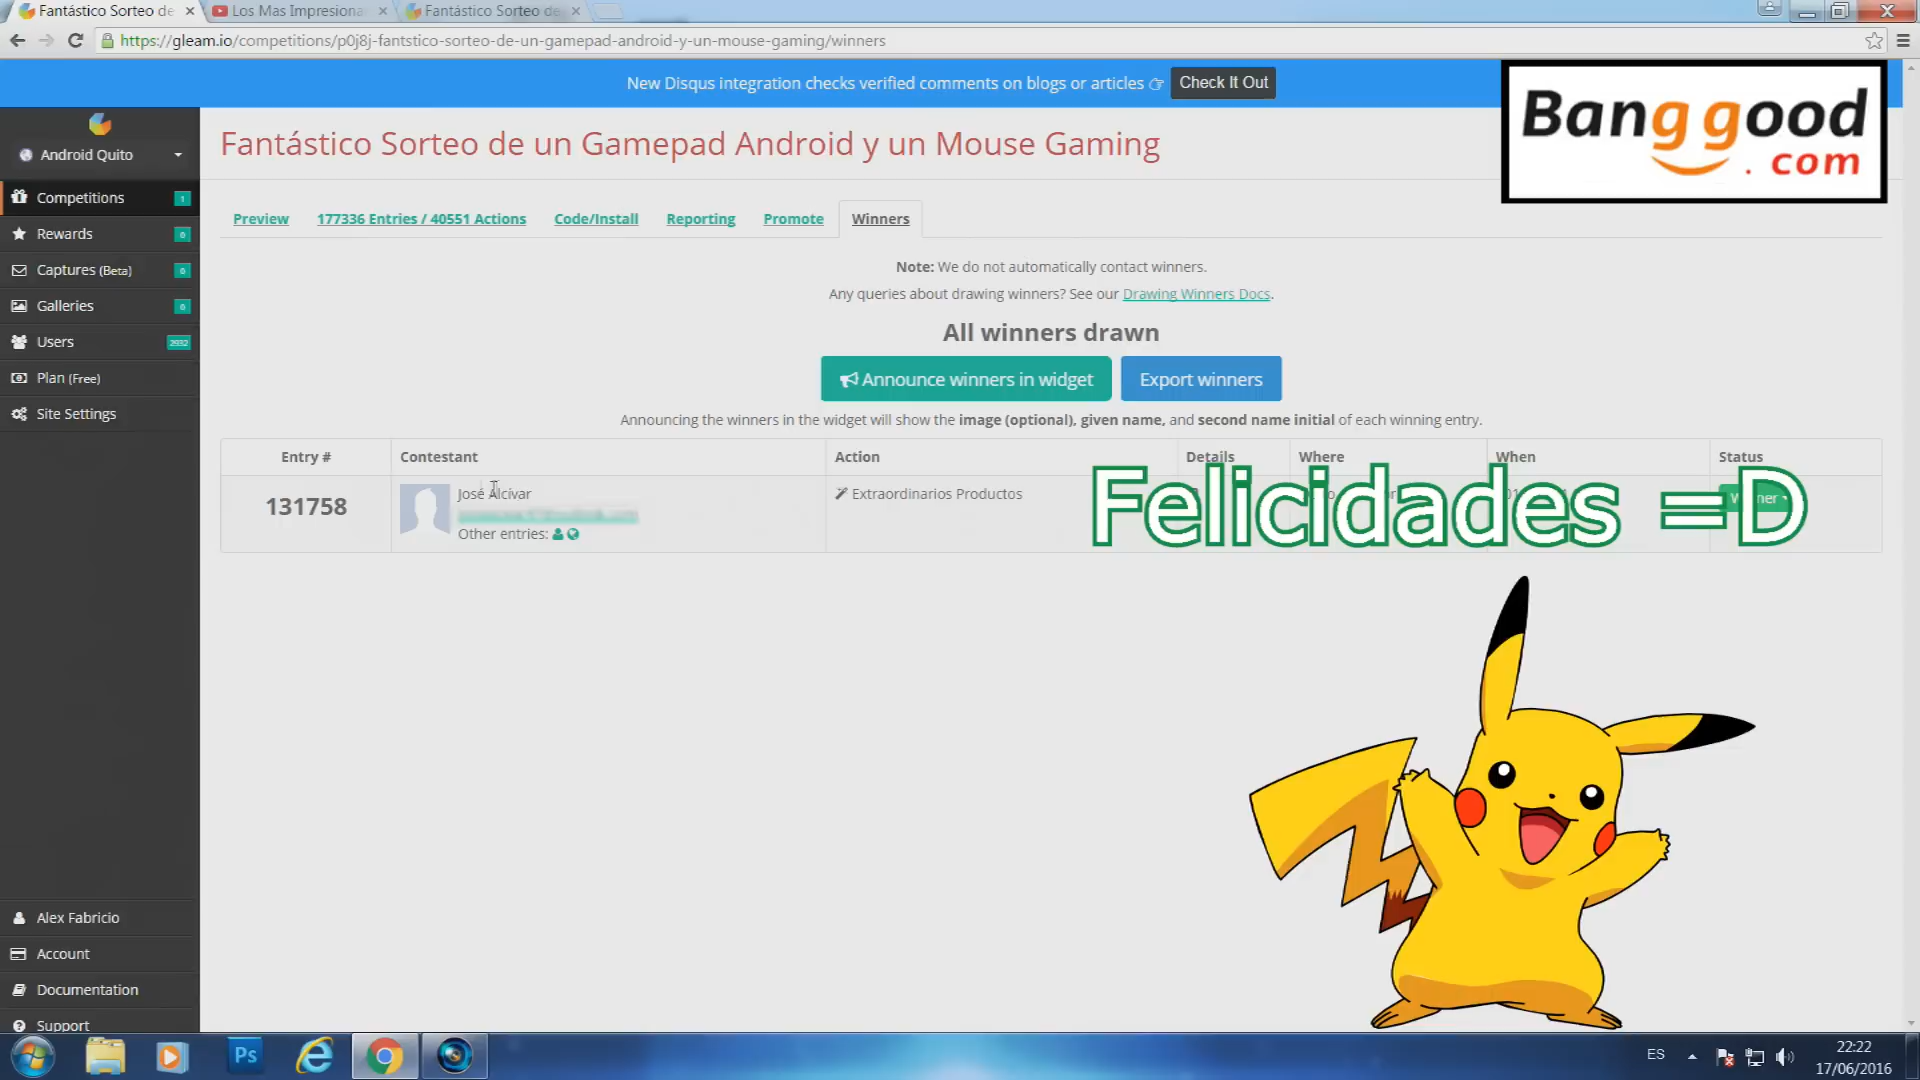 Fantástico Sorteo de
Los Mas Impresiona
Fantástico Sorteo de
https://gleam.io/competitions/p0j8j-fantstico-sorteo-de-un-gamepad-android-y-un-mouse-gaming/winners
New Disqus integration checks verified comments on blogs or articles
Check It Out
Banggood
.com
Android Quito
Competitions 1
Rewards 0
Captures (Beta) 0
Galleries 0
Users 2932
Plan (Free)
Site Settings
Fantástico Sorteo de un Gamepad Android y un Mouse Gaming
Preview 177336 Entries / 40551 Actions Code/Install Reporting Promote Winners
Note: We do not automatically contact winners.
Any queries about drawing winners? See our Drawing Winners Docs.
All winners drawn
Announce winners in widget Export winners
Announcing the winners in the widget will show the image (optional), given name, and second name initial of each winning entry.
Entry # Contestant Action Details Where When Status
131758
José Alcívar
Other entries:
Extraordinarios Productos
Felicidades =D
Alex Fabricio
Account
Documentation
Support
Ps
ES
22:22
17/06/2016